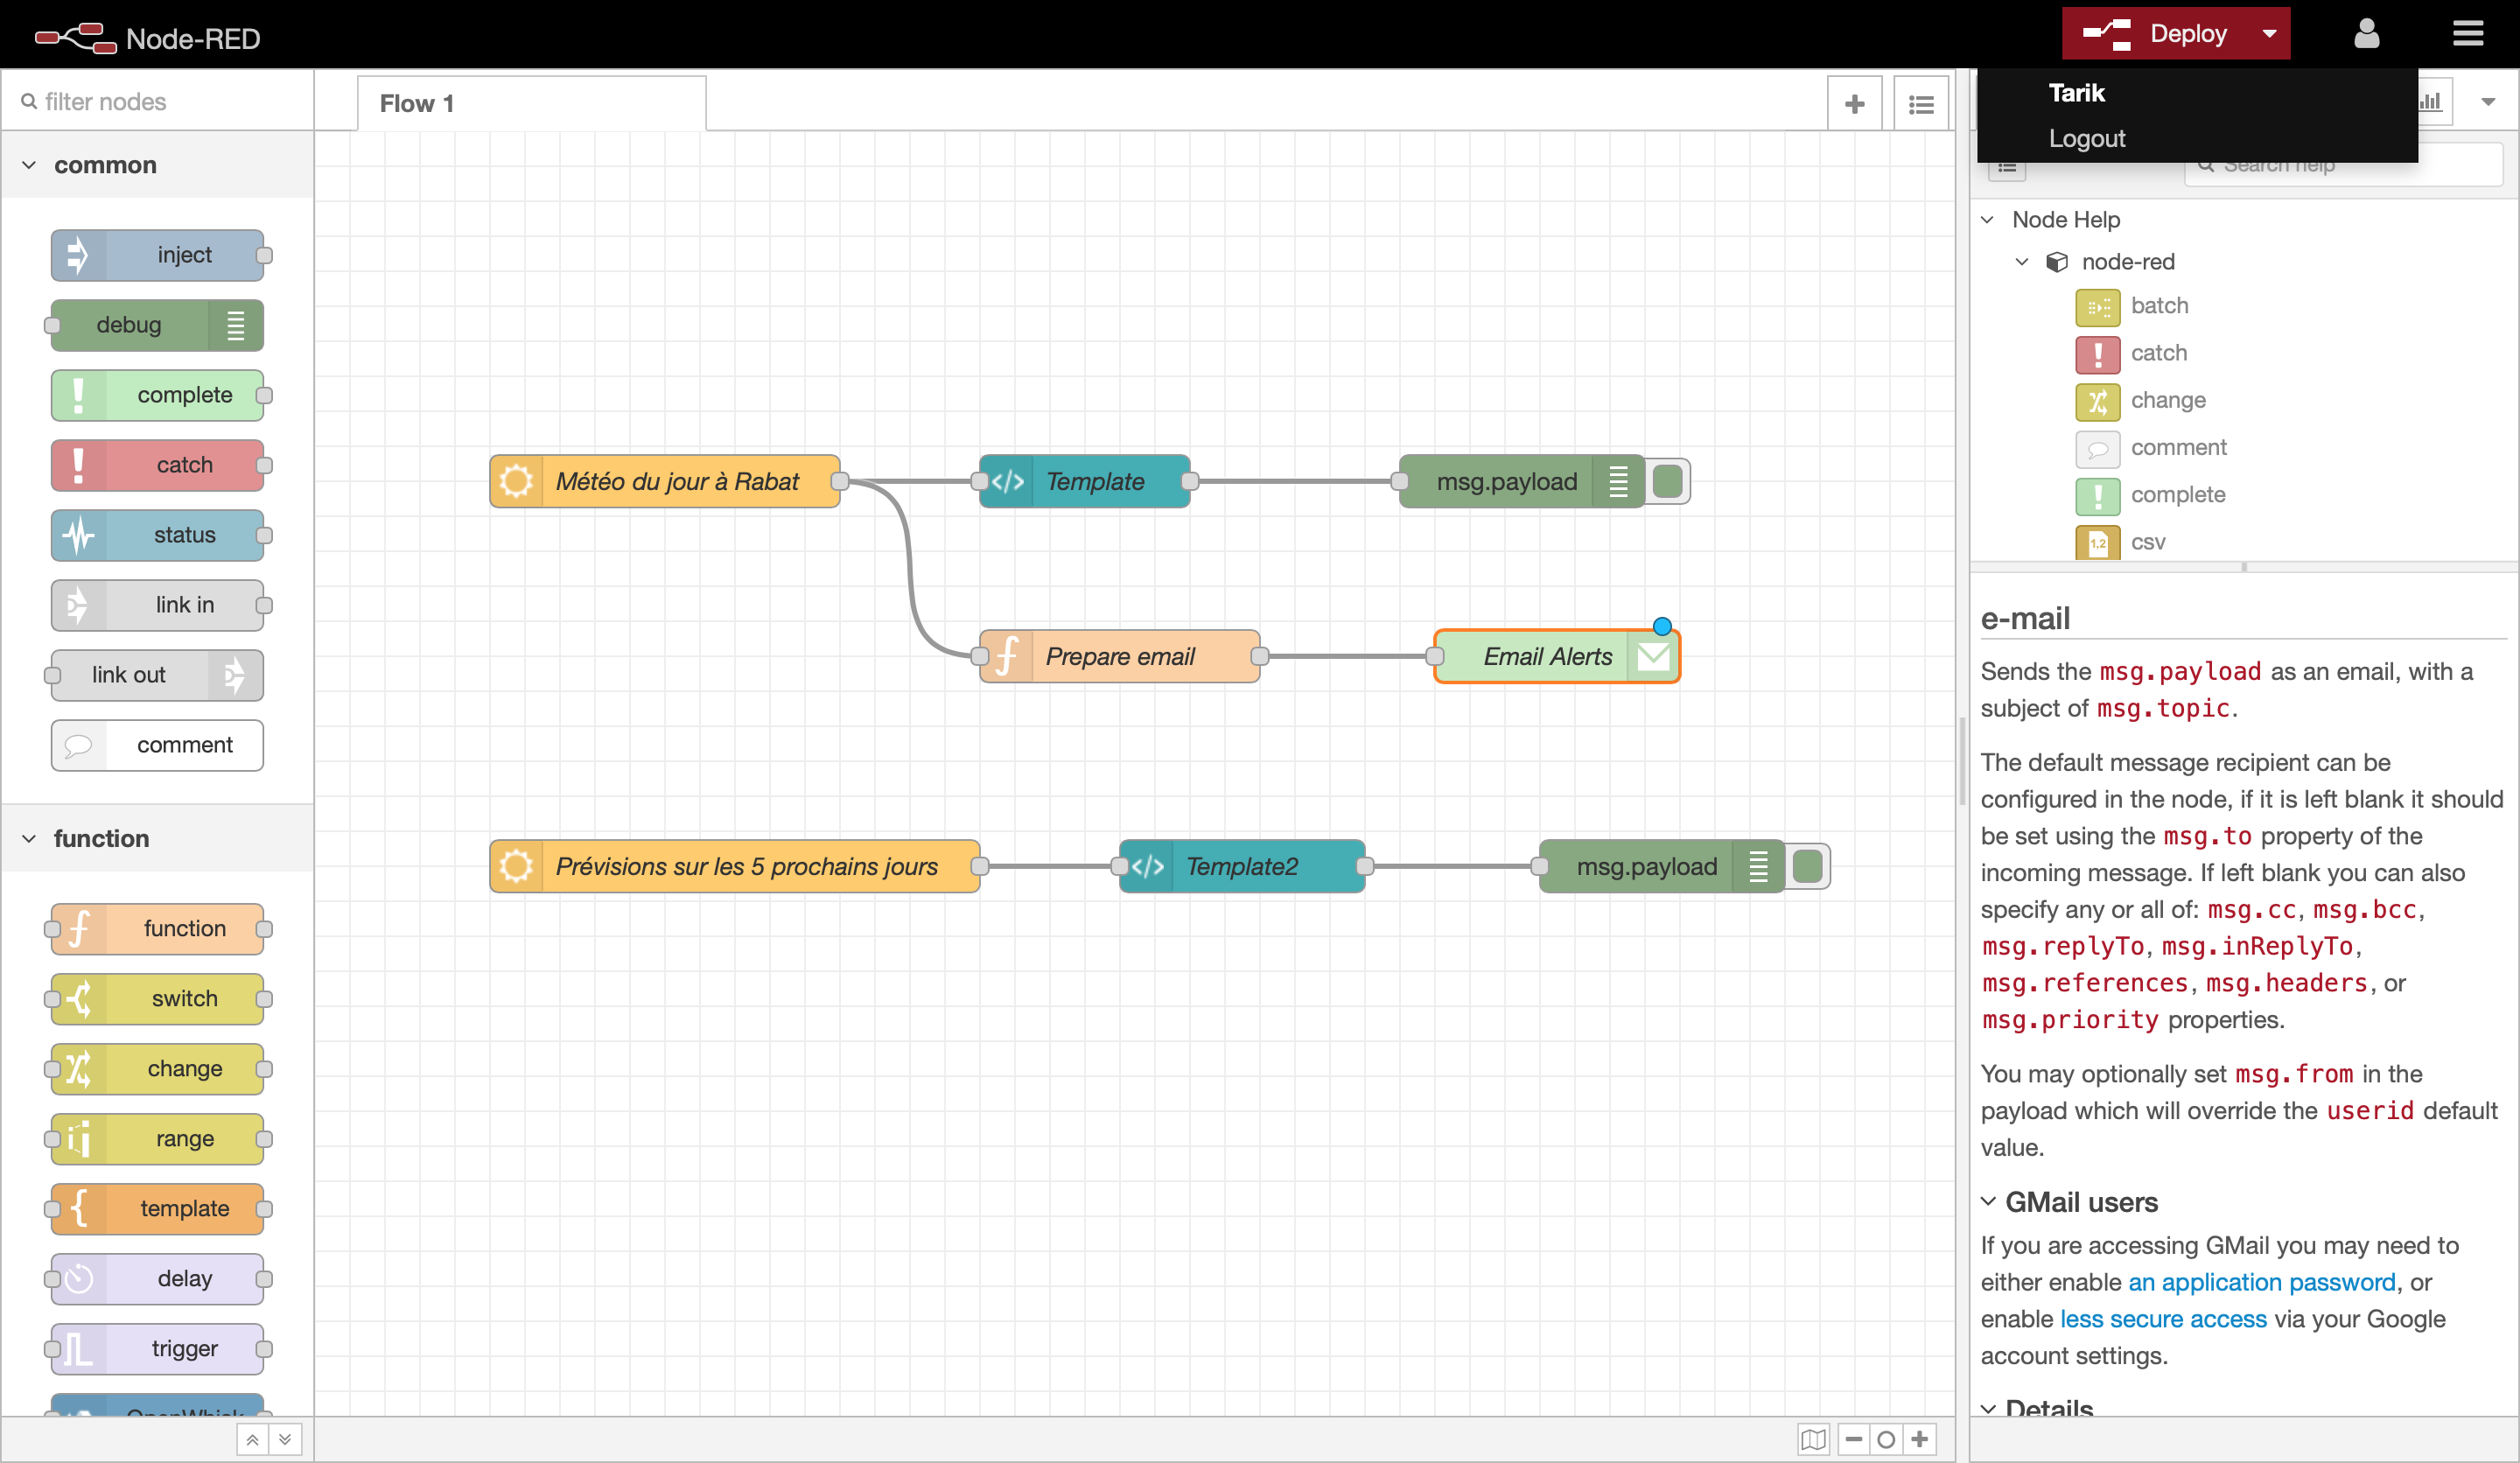 Node-RED
Deploy
Tarik
Logout
filter nodes
Flow 1
common
inject
debug
complete
catch
status
link in
link out
comment
function
function
switch
change
range
template
delay
trigger
OpenWhisk
Météo du jour à Rabat
Template
msg.payload
Prepare email
Email Alerts
Prévisions sur les 5 prochains jours
Template2
msg.payload
Search help
Node Help
node-red
batch
catch
change
comment
complete
1,2
csv
e-mail
Sends the msg.payload as an email, with a
subject of msg.topic.
The default message recipient can be
configured in the node, if it is left blank it should
be set using the msg.to property of the
incoming message. If left blank you can also
specify any or all of: msg.cc, msg.bcc,
msg.replyTo, msg.inReplyTo,
msg.references, msg.headers, or
msg.priority properties.
You may optionally set msg.from in the
payload which will override the userid default
value.
GMail users
If you are accessing GMail you may need to
either enable an application password, or
enable less secure access via your Google
account settings.
Details